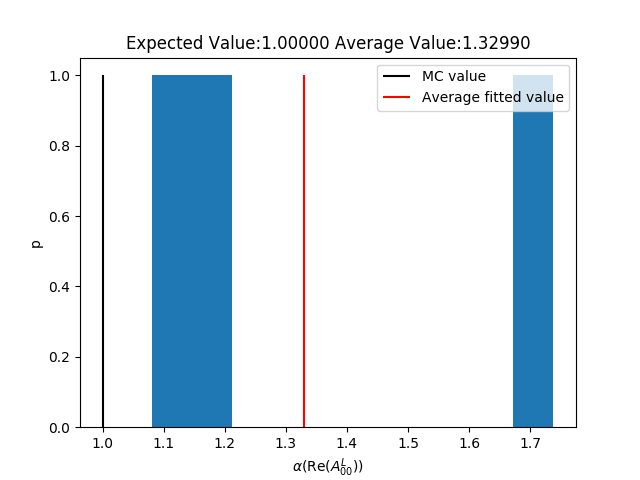 Expected Value:1.00000 Average Value:1.32990
MC value
Average fitted value
1.0
0.8
0.6
0.4
0.2
0.0
p
1.0 1.1 1.2 1.3 1.4 1.5 1.6 1.7
α(Re(A^L_00))